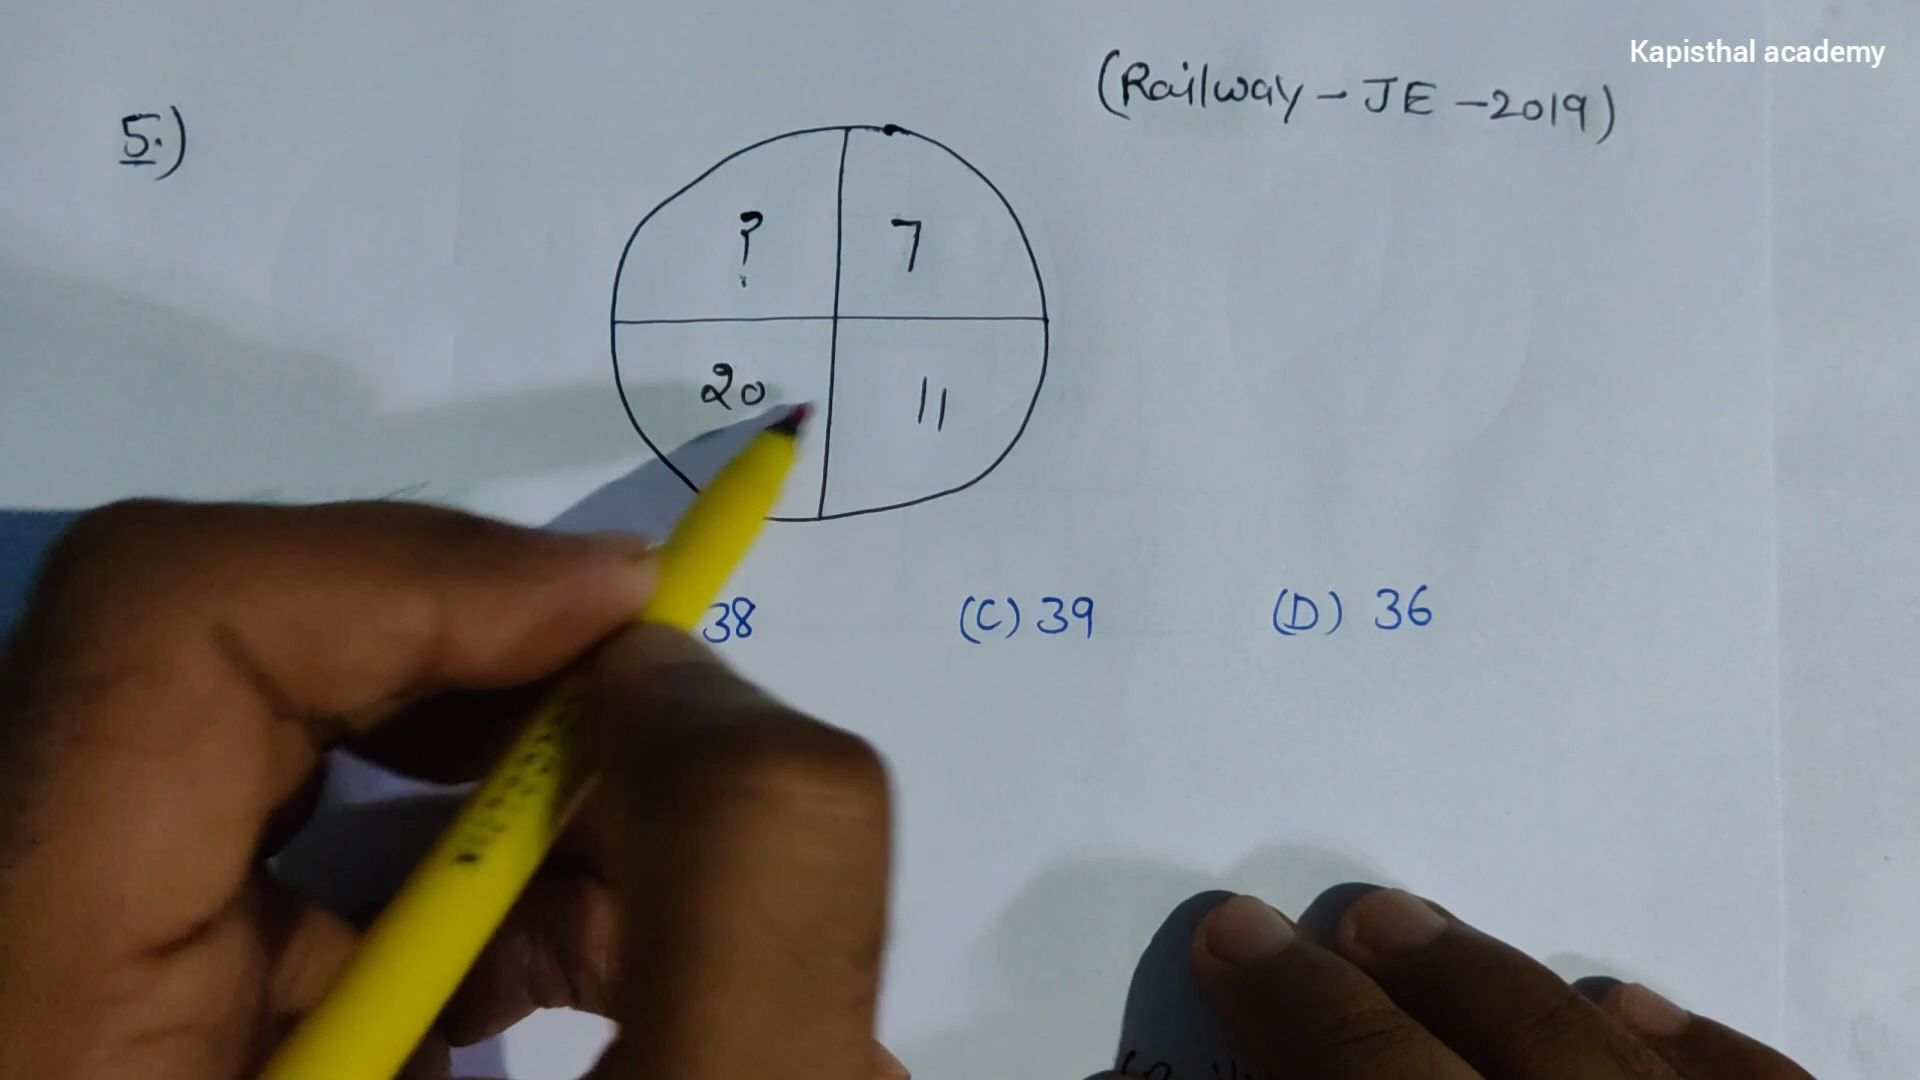 Kapisthal academy
(Railway - JE - 2019)
5.)
? 7
20 11
38 (C) 39 (D) 36